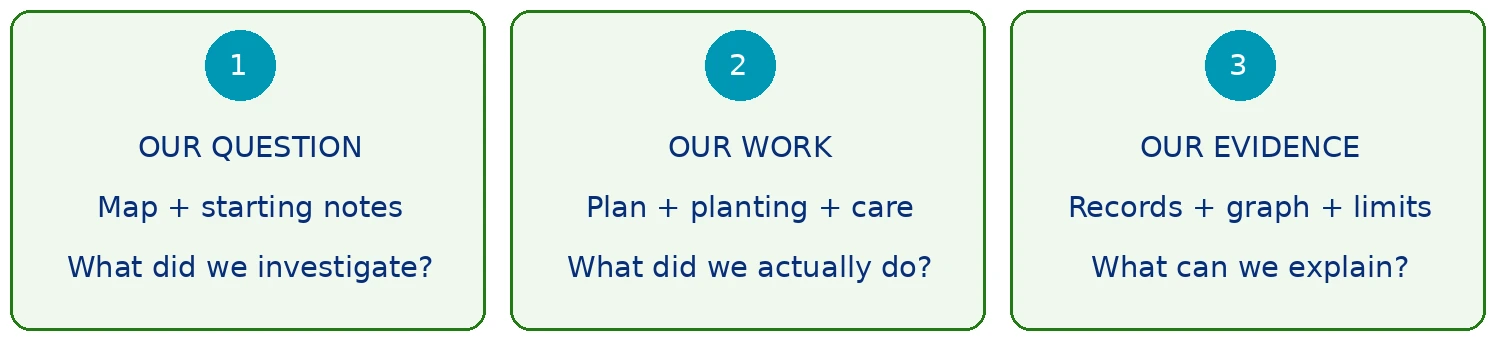 1
OUR QUESTION
Map + starting notes
What did we investigate?
2
OUR WORK
Plan + planting + care
What did we actually do?
3
OUR EVIDENCE
Records + graph + limits
What can we explain?